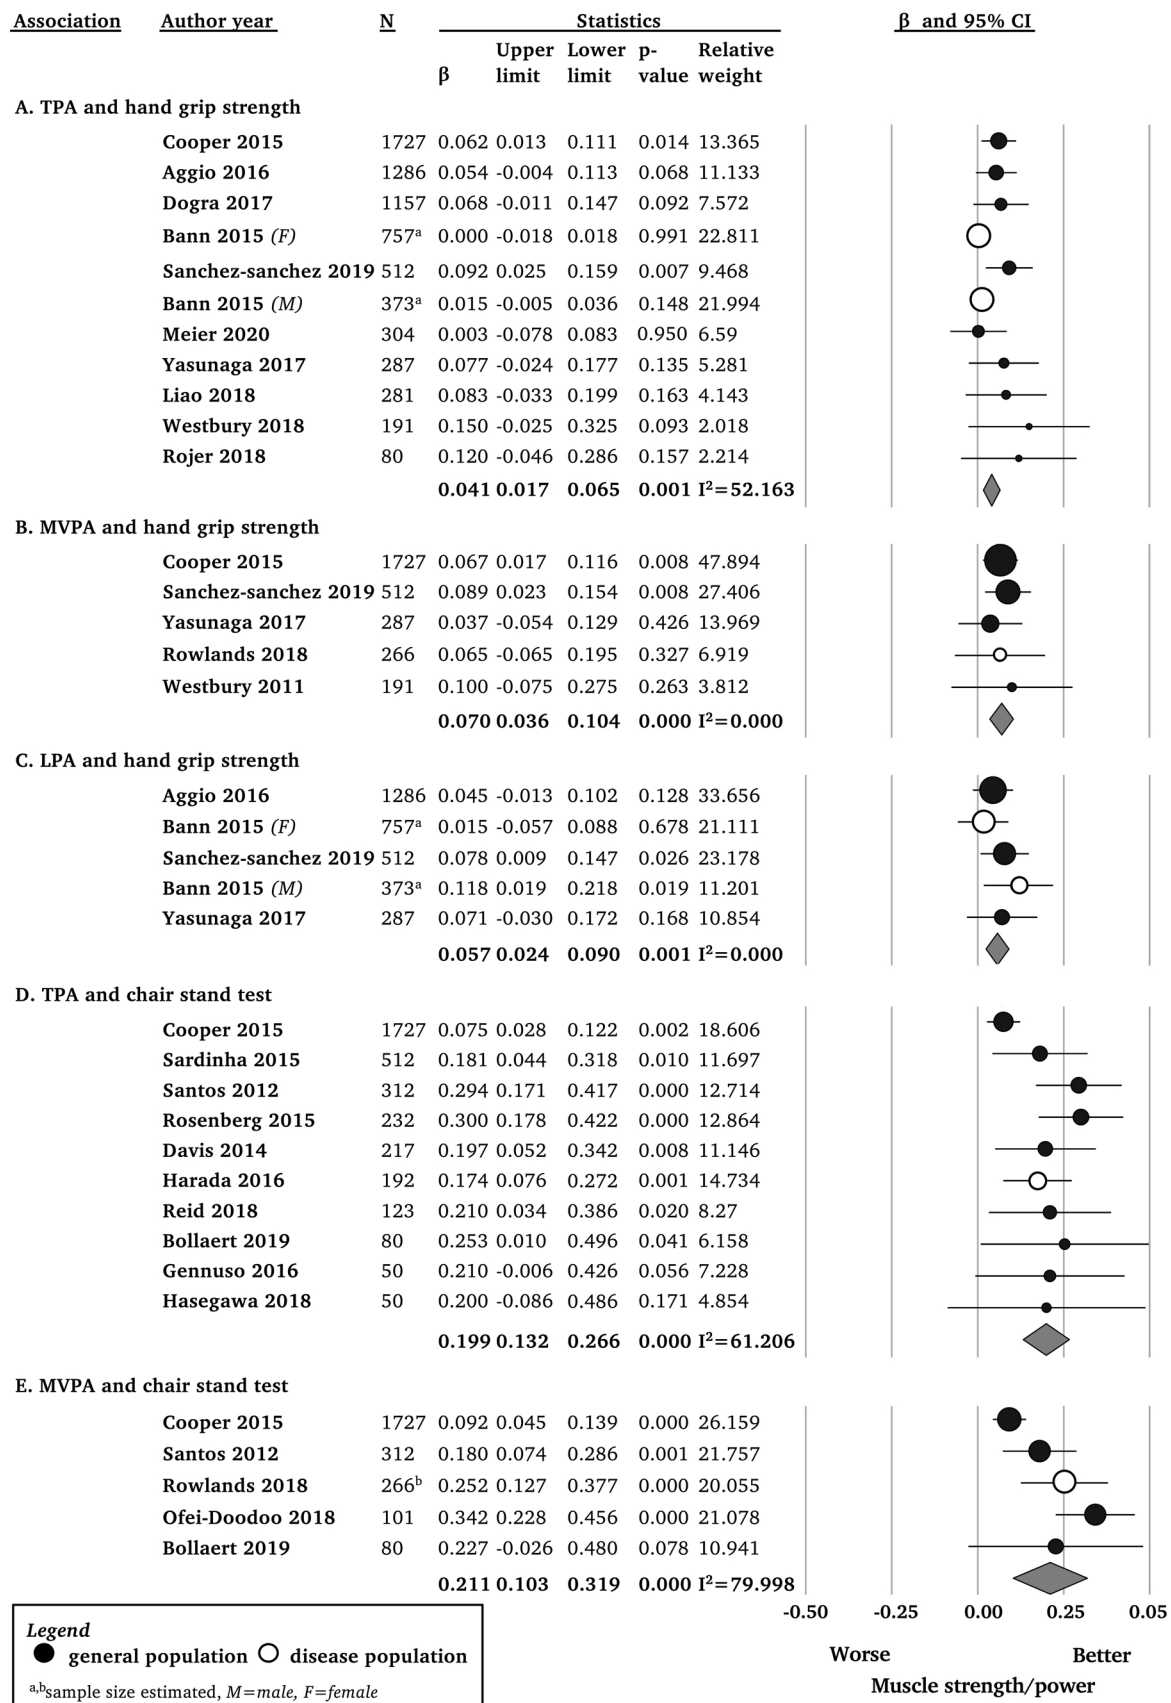 Association Author year N Statistics β and 95% CI
Upper Lower p- Relative
β limit limit value weight
A. TPA and hand grip strength
Cooper 2015 1727 0.062 0.013 0.111 0.014 13.365
Aggio 2016 1286 0.054 -0.004 0.113 0.068 11.133
Dogra 2017 1157 0.068 -0.011 0.147 0.092 7.572
Bann 2015 (F) 757a 0.000 -0.018 0.018 0.991 22.811
Sanchez-sanchez 2019 512 0.092 0.025 0.159 0.007 9.468
Bann 2015 (M) 373a 0.015 -0.005 0.036 0.148 21.994
Meier 2020 304 0.003 -0.078 0.083 0.950 6.59
Yasunaga 2017 287 0.077 -0.024 0.177 0.135 5.281
Liao 2018 281 0.083 -0.033 0.199 0.163 4.143
Westbury 2018 191 0.150 -0.025 0.325 0.093 2.018
Rojer 2018 80 0.120 -0.046 0.286 0.157 2.214
0.041 0.017 0.065 0.001 I²=52.163
B. MVPA and hand grip strength
Cooper 2015 1727 0.067 0.017 0.116 0.008 47.894
Sanchez-sanchez 2019 512 0.089 0.023 0.154 0.008 27.406
Yasunaga 2017 287 0.037 -0.054 0.129 0.426 13.969
Rowlands 2018 266 0.065 -0.065 0.195 0.327 6.919
Westbury 2011 191 0.100 -0.075 0.275 0.263 3.812
0.070 0.036 0.104 0.000 I²=0.000
C. LPA and hand grip strength
Aggio 2016 1286 0.045 -0.013 0.102 0.128 33.656
Bann 2015 (F) 757a 0.015 -0.057 0.088 0.678 21.111
Sanchez-sanchez 2019 512 0.078 0.009 0.147 0.026 23.178
Bann 2015 (M) 373a 0.118 0.019 0.218 0.019 11.201
Yasunaga 2017 287 0.071 -0.030 0.172 0.168 10.854
0.057 0.024 0.090 0.001 I²=0.000
D. TPA and chair stand test
Cooper 2015 1727 0.075 0.028 0.122 0.002 18.606
Sardinha 2015 512 0.181 0.044 0.318 0.010 11.697
Santos 2012 312 0.294 0.171 0.417 0.000 12.714
Rosenberg 2015 232 0.300 0.178 0.422 0.000 12.864
Davis 2014 217 0.197 0.052 0.342 0.008 11.146
Harada 2016 192 0.174 0.076 0.272 0.001 14.734
Reid 2018 123 0.210 0.034 0.386 0.020 8.27
Bollaert 2019 80 0.253 0.010 0.496 0.041 6.158
Gennuso 2016 50 0.210 -0.006 0.426 0.056 7.228
Hasegawa 2018 50 0.200 -0.086 0.486 0.171 4.854
0.199 0.132 0.266 0.000 I²=61.206
E. MVPA and chair stand test
Cooper 2015 1727 0.092 0.045 0.139 0.000 26.159
Santos 2012 312 0.180 0.074 0.286 0.001 21.757
Rowlands 2018 266b 0.252 0.127 0.377 0.000 20.055
Ofei-Doodoo 2018 101 0.342 0.228 0.456 0.000 21.078
Bollaert 2019 80 0.227 -0.026 0.480 0.078 10.941
0.211 0.103 0.319 0.000 I²=79.998
-0.50 -0.25 0.00 0.25 0.05
Worse Better
Muscle strength/power
Legend
general population disease population
a,bsample size estimated, M=male, F=female